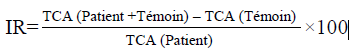 IR= TCA (Patient +Témoin) – TCA (Témoin) ×100
TCA (Patient)